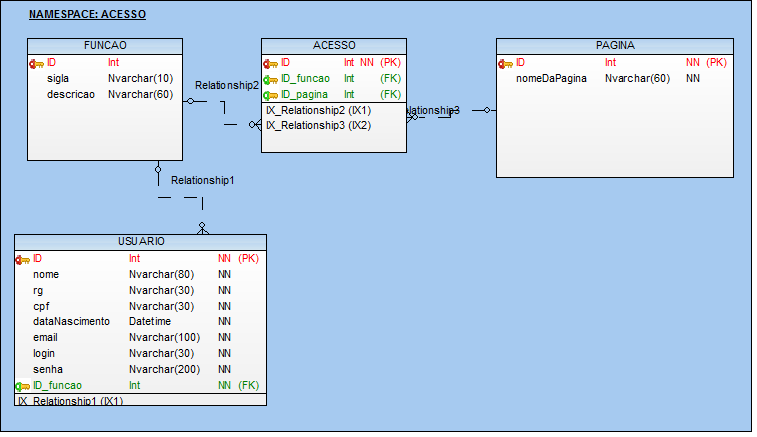 NAMESPACE: ACESSO
FUNCAO
ID Int
sigla Nvarchar(10)
descricao Nvarchar(60)
Relationship2
ACESSO
ID Int NN (PK)
ID_funcao Int (FK)
ID_pagina Int (FK)
IX_Relationship2 (IX1)
IX_Relationship3 (IX2)
elationship3
PAGINA
ID Int NN (PK)
nomeDaPagina Nvarchar(60) NN
Relationship1
USUARIO
ID Int NN (PK)
nome Nvarchar(80) NN
rg Nvarchar(30) NN
cpf Nvarchar(30) NN
dataNascimento Datetime NN
email Nvarchar(100) NN
login Nvarchar(30) NN
senha Nvarchar(200) NN
ID_funcao Int NN (FK)
IX_Relationship1 (IX1)